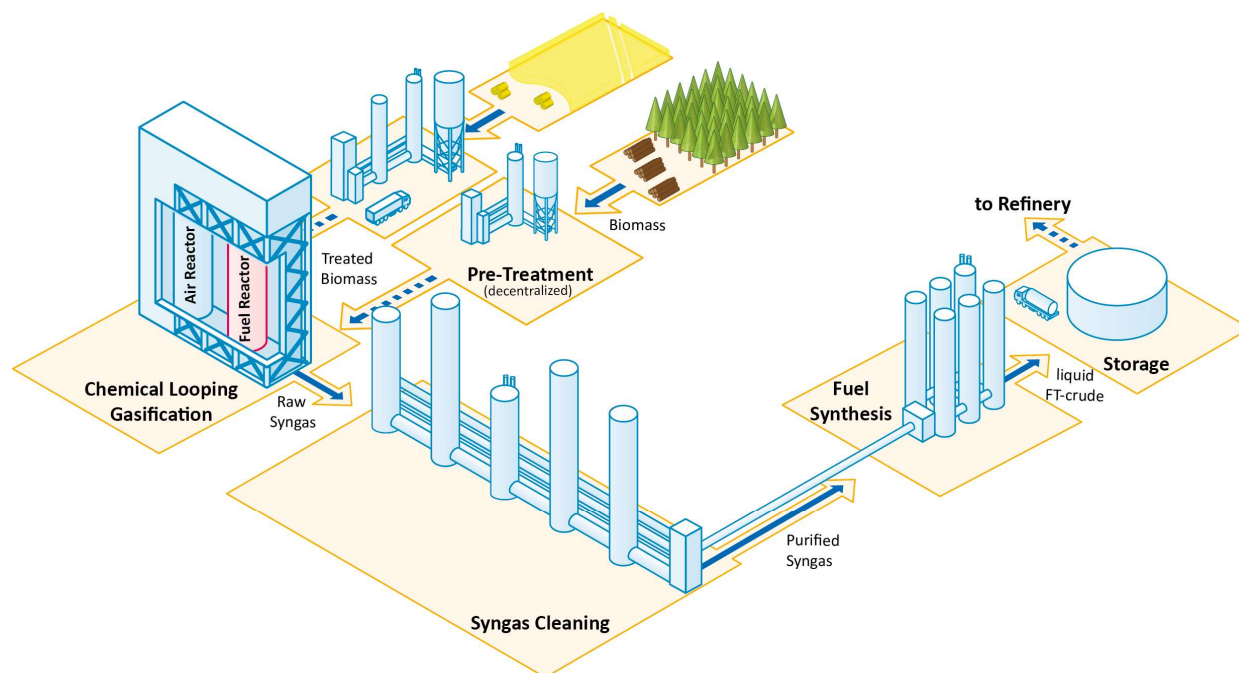 to Refinery
Biomass
Treated
Biomass
Pre-Treatment
(decentralized)
Air Reactor
Fuel Reactor
Chemical Looping
Gasification
Raw
Syngas
Storage
liquid
FT-crude
Fuel
Synthesis
Purified
Syngas
Syngas Cleaning